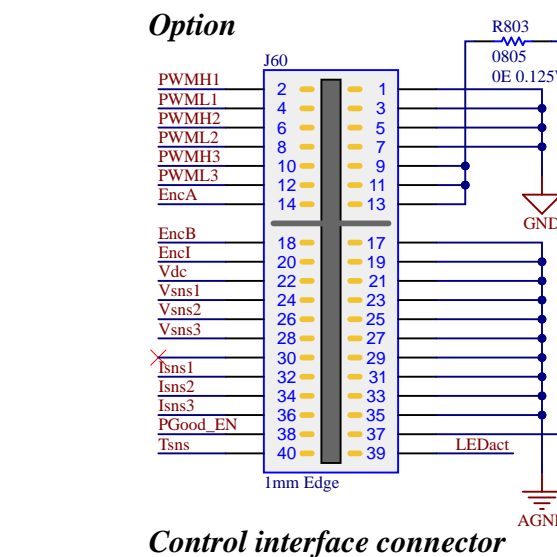 Option
R803
0805
0E 0.125
J60
PWMH1 2 1
PWML1 4 3
PWMH2 6 5
PWML2 8 7
PWMH3 10 9
PWML3 12 11
EncA 14 13
GND
EncB 18 17
EncI 20 19
Vdc 22 21
Vsns1 24 23
Vsns2 26 25
Vsns3 28 27
30 29
Isns1 32 31
Isns2 34 33
Isns3 36 35
PGood_EN 38 37
Tsns 40 39 LEDact
1mm Edge
AGND
Control interface connector